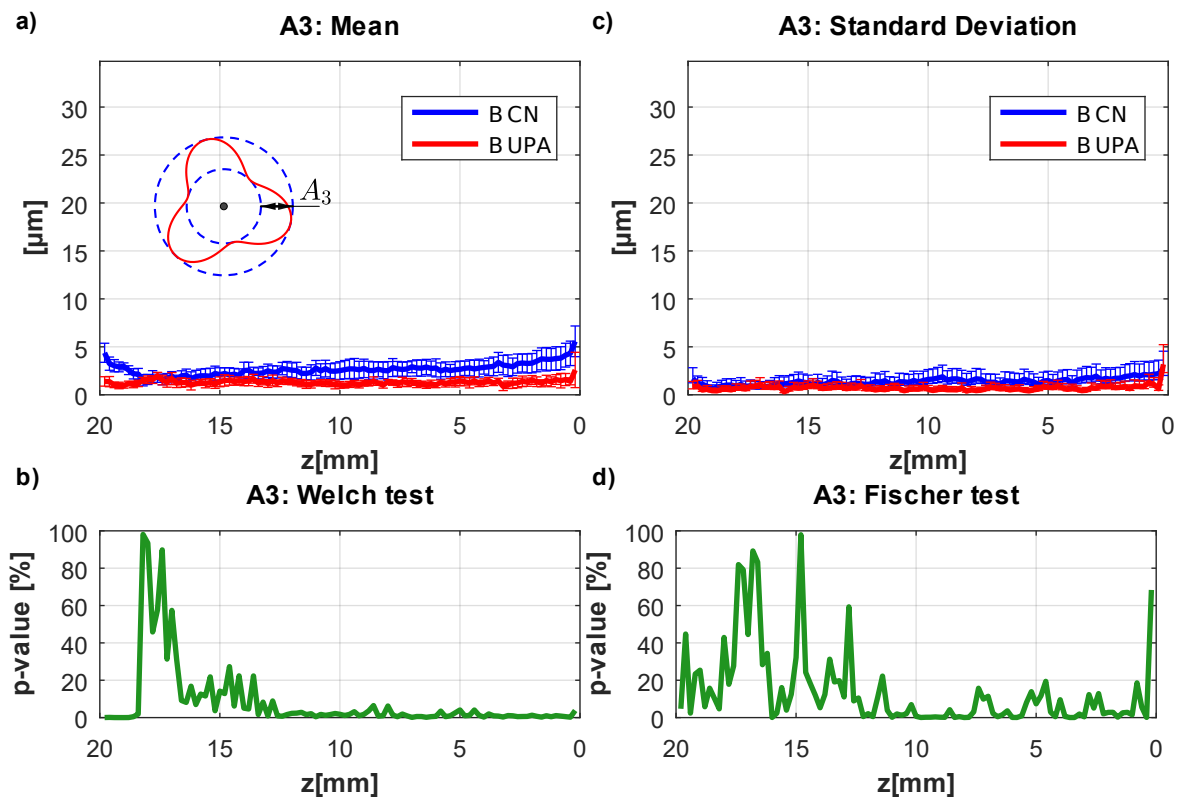 a)
A3: Mean
[µm]
30
25
20
15
10
5
0
B CN
B UPA
A3
20
15
10
5
0
z[mm]
c)
A3: Standard Deviation
[µm]
30
25
20
15
10
5
0
B CN
B UPA
20
15
10
5
0
z[mm]
b)
A3: Welch test
p-value [%]
100
80
60
40
20
0
20
15
10
5
0
z[mm]
d)
A3: Fischer test
p-value [%]
100
80
60
40
20
0
20
15
10
5
0
z[mm]